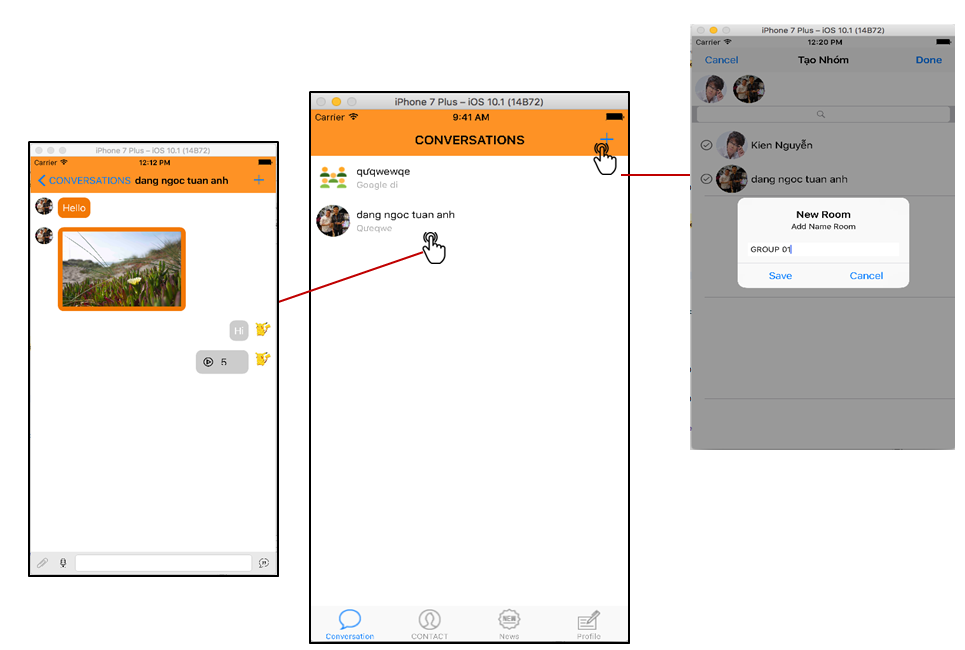 iPhone 7 Plus – iOS 10.1 (14B72)
Carrier 12:12 PM
CONVERSATIONS dang ngoc tuan anh
Hello
Hi
5
iPhone 7 Plus – iOS 10.1 (14B72)
Carrier 9:41 AM
CONVERSATIONS
qưqwewqe
Google di
dang ngoc tuan anh
Qưeqwe
Conversation CONTACT NEW News Profile
iPhone 7 Plus – iOS 10.1 (14B72)
Carrier 12:20 PM
Cancel Tạo Nhóm Done
Kien Nguyễn
dang ngoc tuan anh
New Room
Add Name Room
GROUP 01
Save Cancel